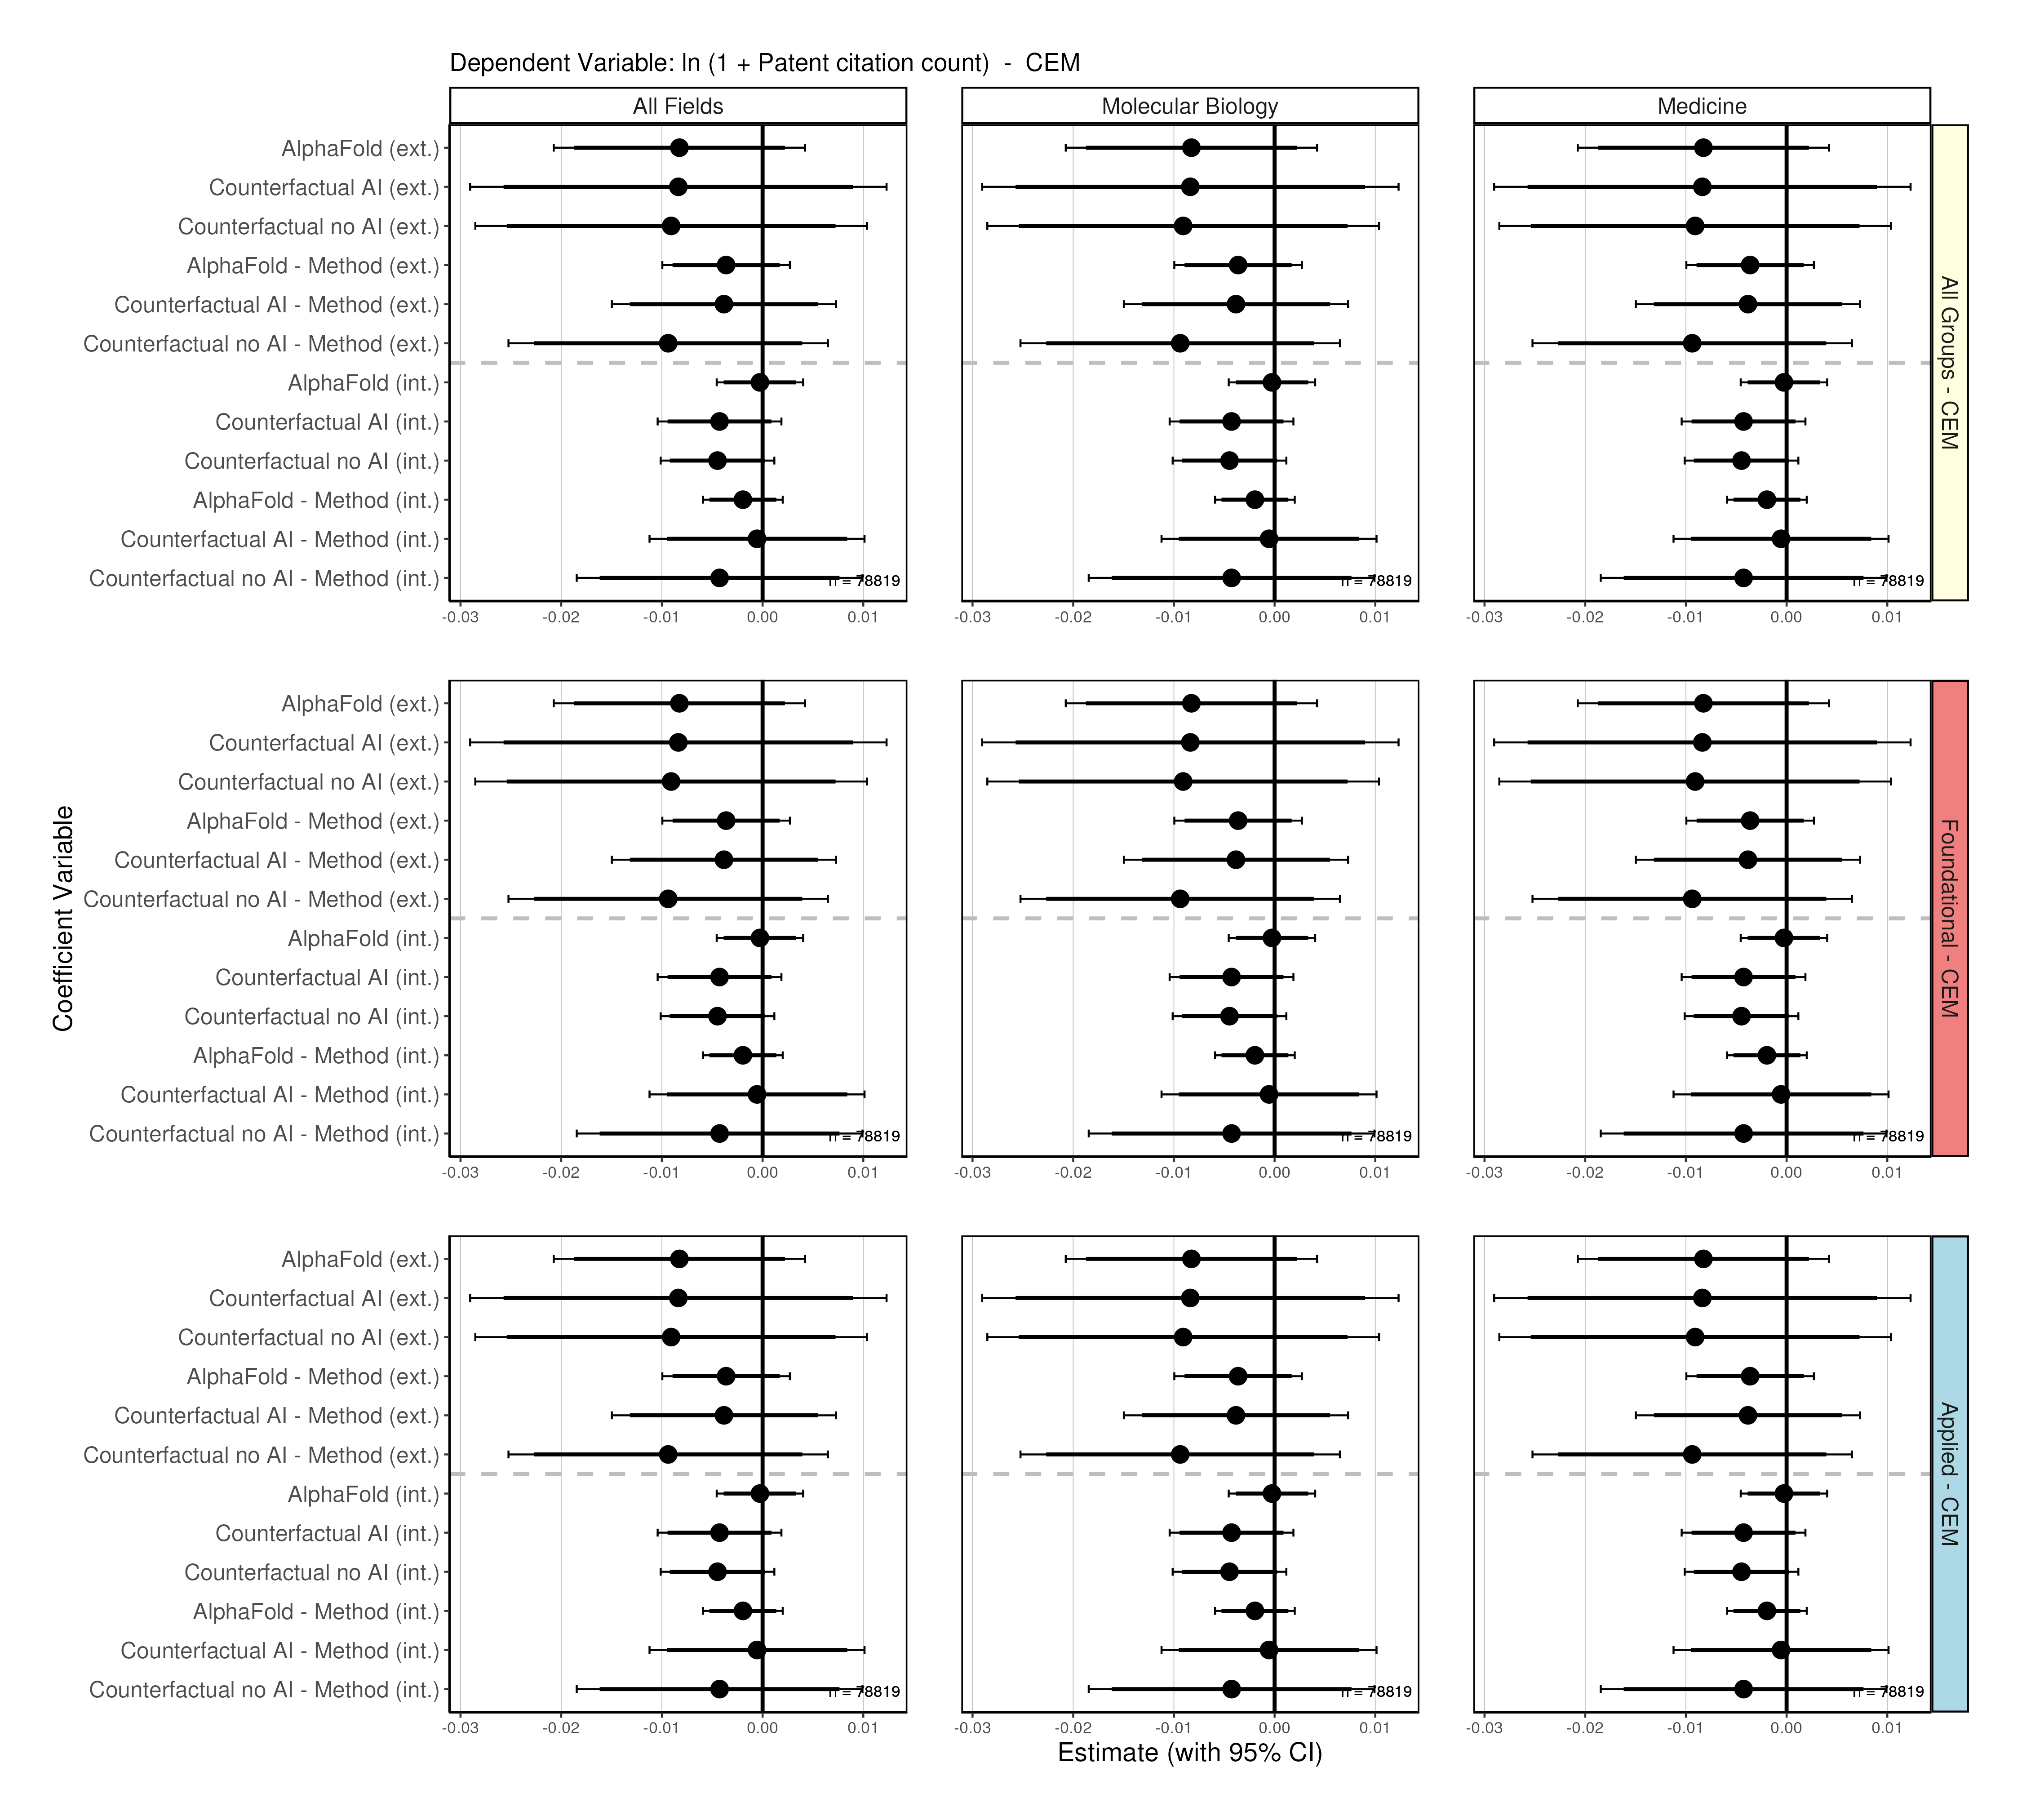 Dependent Variable: ln (1 + Patent citation count)  -  CEM
All Fields
Molecular Biology
Medicine
AlphaFold (ext.)
Counterfactual AI (ext.)
Counterfactual no AI (ext.)
AlphaFold - Method (ext.)
Counterfactual AI - Method (ext.)
Counterfactual no AI - Method (ext.)
AlphaFold (int.)
Counterfactual AI (int.)
Counterfactual no AI (int.)
AlphaFold - Method (int.)
Counterfactual AI - Method (int.)
Counterfactual no AI - Method (int.)
n = 78819
n = 78819
n = 78819
All Groups - CEM
-0.03 -0.02 -0.01 0.00 0.01
-0.03 -0.02 -0.01 0.00 0.01
-0.03 -0.02 -0.01 0.00 0.01
Coefficient Variable
AlphaFold (ext.)
Counterfactual AI (ext.)
Counterfactual no AI (ext.)
AlphaFold - Method (ext.)
Counterfactual AI - Method (ext.)
Counterfactual no AI - Method (ext.)
AlphaFold (int.)
Counterfactual AI (int.)
Counterfactual no AI (int.)
AlphaFold - Method (int.)
Counterfactual AI - Method (int.)
Counterfactual no AI - Method (int.)
n = 78819
n = 78819
n = 78819
Foundational - CEM
-0.03 -0.02 -0.01 0.00 0.01
-0.03 -0.02 -0.01 0.00 0.01
-0.03 -0.02 -0.01 0.00 0.01
AlphaFold (ext.)
Counterfactual AI (ext.)
Counterfactual no AI (ext.)
AlphaFold - Method (ext.)
Counterfactual AI - Method (ext.)
Counterfactual no AI - Method (ext.)
AlphaFold (int.)
Counterfactual AI (int.)
Counterfactual no AI (int.)
AlphaFold - Method (int.)
Counterfactual AI - Method (int.)
Counterfactual no AI - Method (int.)
n = 78819
n = 78819
n = 78819
Applied - CEM
-0.03 -0.02 -0.01 0.00 0.01
-0.03 -0.02 -0.01 0.00 0.01
-0.03 -0.02 -0.01 0.00 0.01
Estimate (with 95% CI)